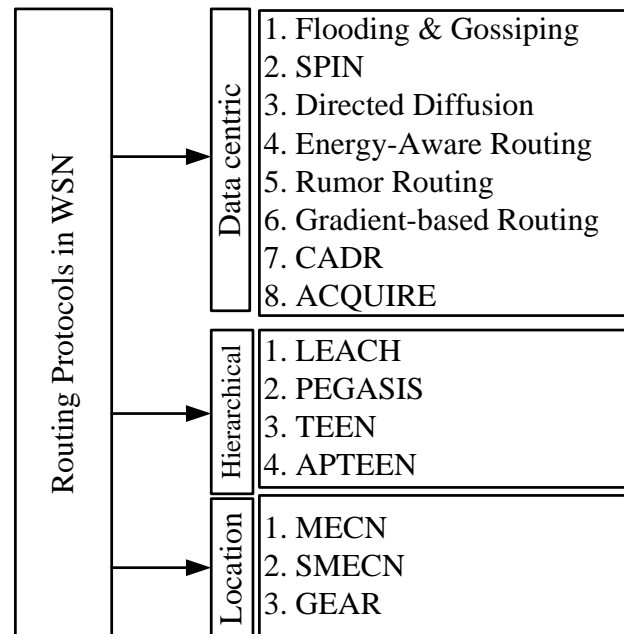 Routing Protocols in WSN
Data centric
1. Flooding & Gossiping
2. SPIN
3. Directed Diffusion
4. Energy-Aware Routing
5. Rumor Routing
6. Gradient-based Routing
7. CADR
8. ACQUIRE
Hierarchical
1. LEACH
2. PEGASIS
3. TEEN
4. APTEEN
Location
1. MECN
2. SMECN
3. GEAR